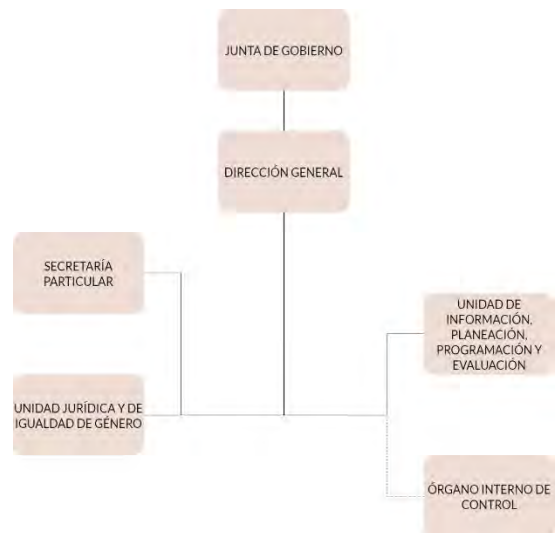 JUNTA DE GOBIERNO
DIRECCIÓN GENERAL
SECRETARÍA
PARTICULAR
UNIDAD DE
INFORMACIÓN,
PLANEACIÓN,
PROGRAMACIÓN Y
EVALUACIÓN
UNIDAD JURÍDICA Y DE
IGUALDAD DE GÉNERO
ÓRGANO INTERNO DE
CONTROL